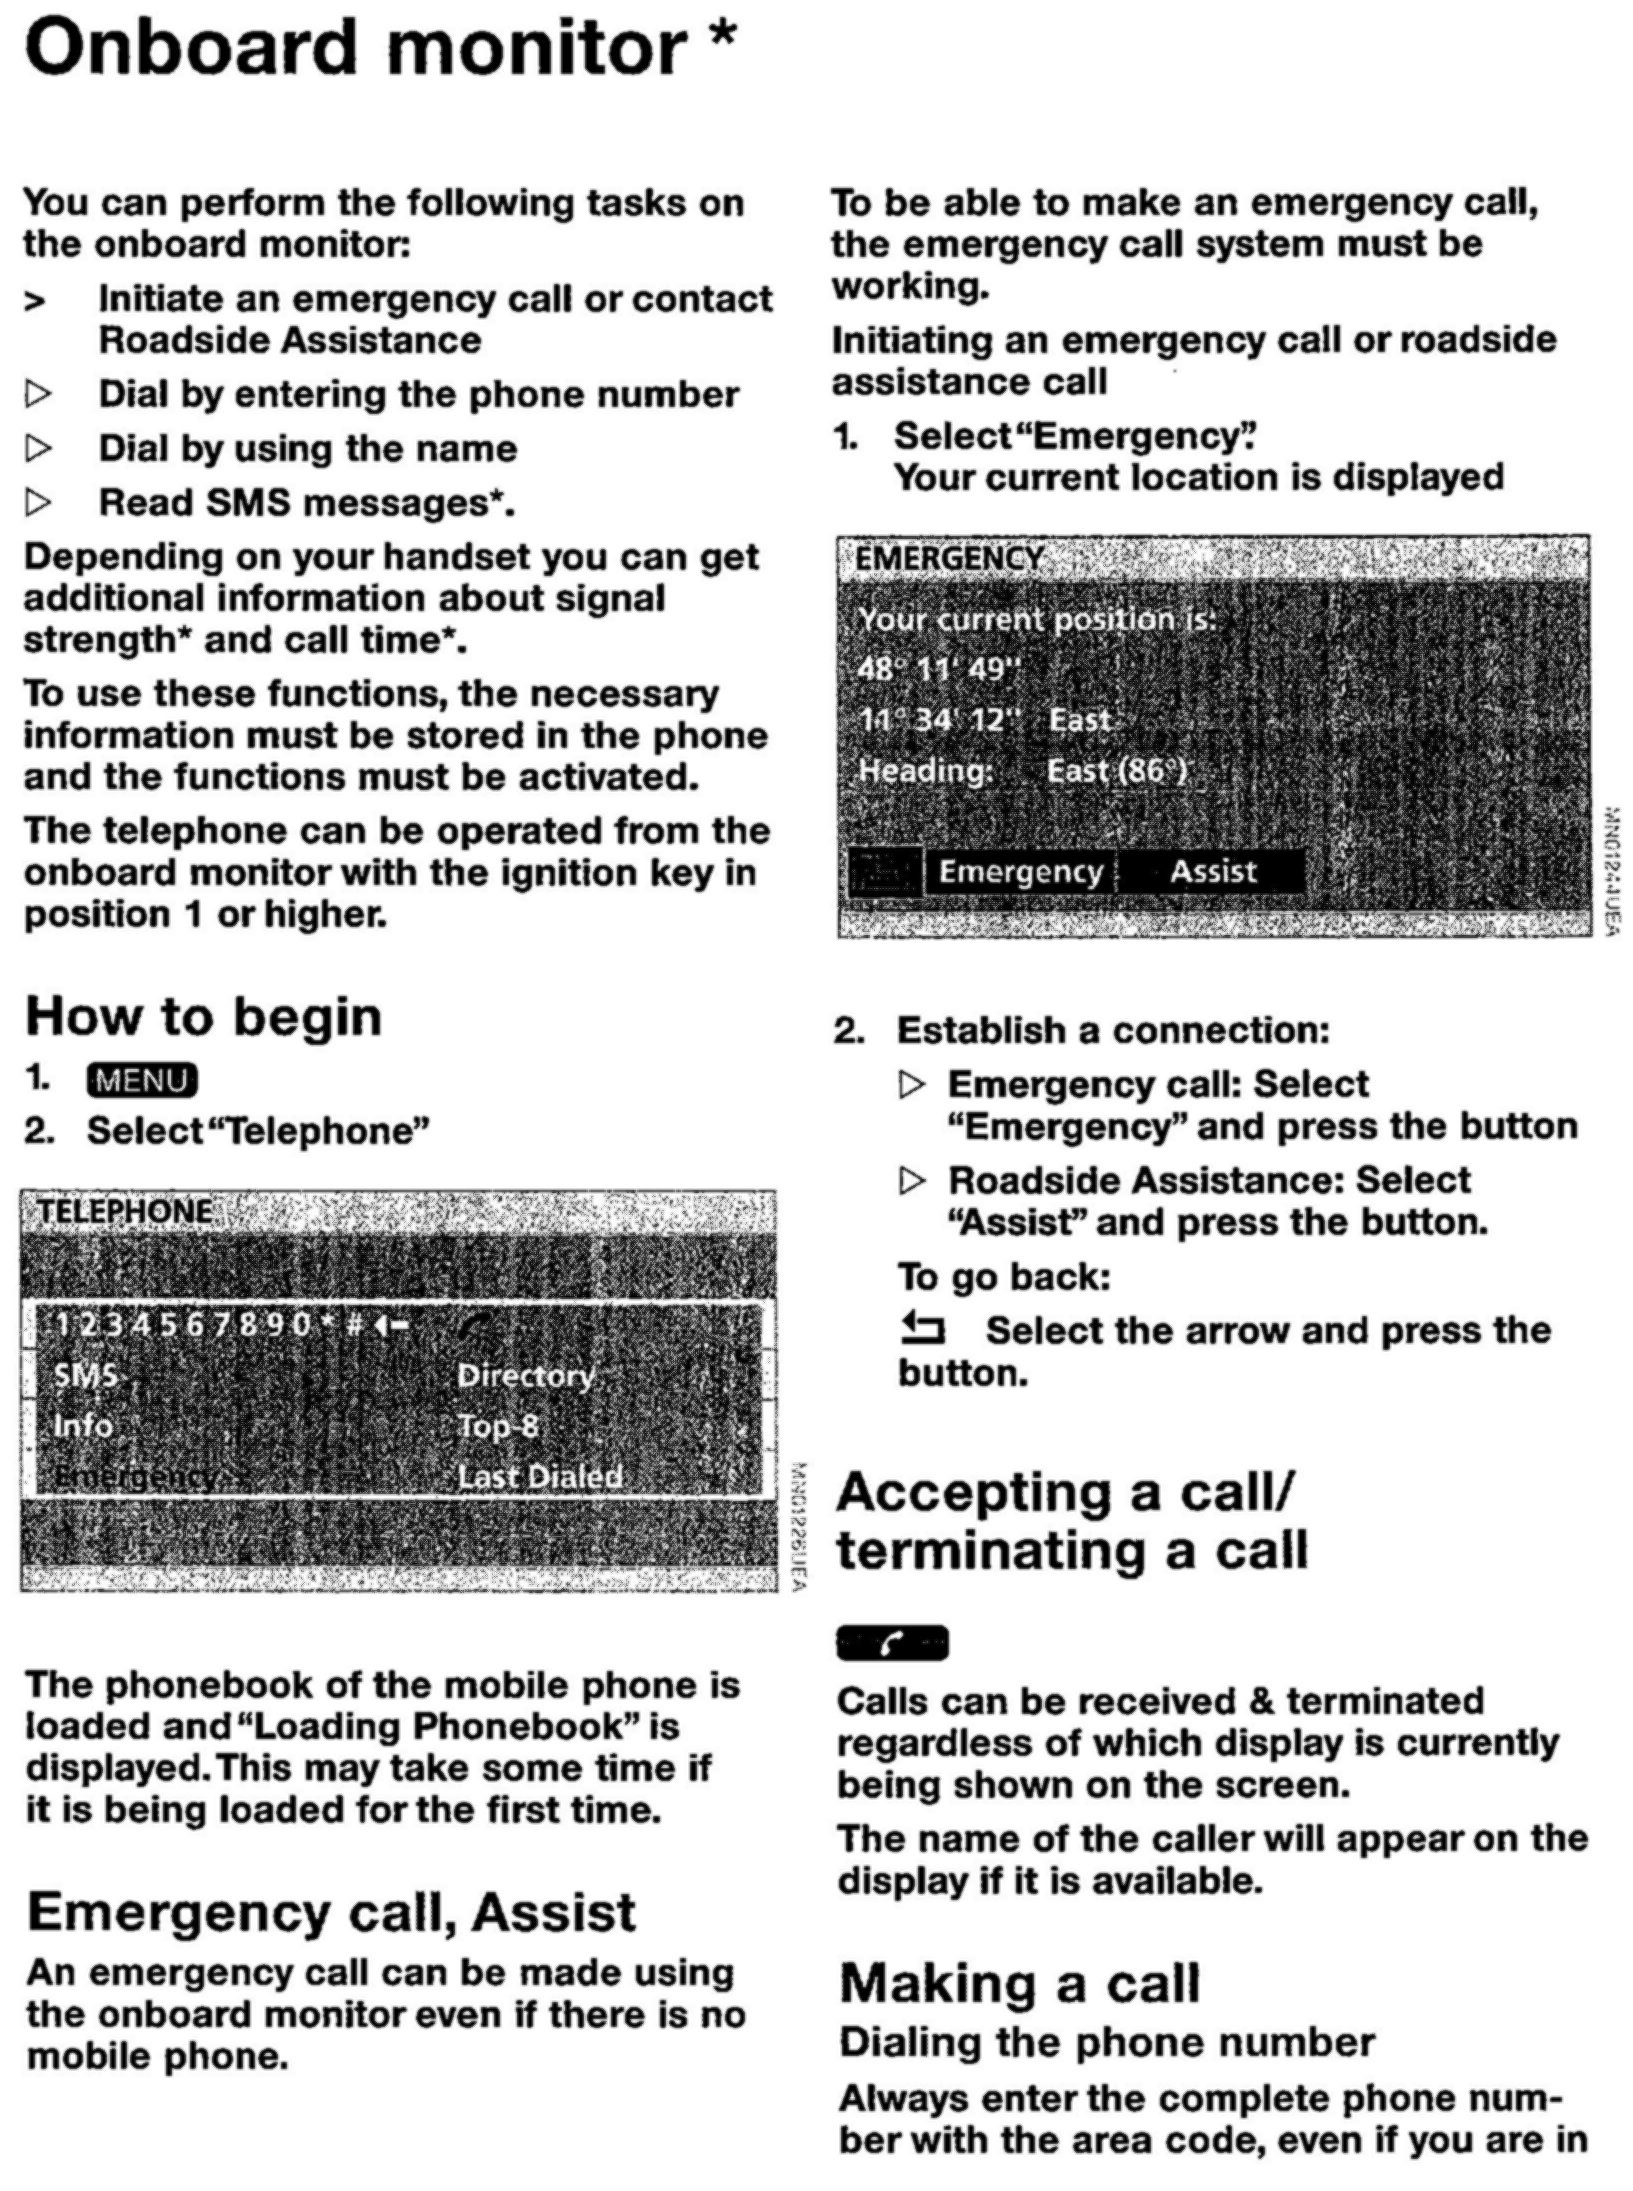 Onboard monitor *
You can perform the following tasks on
the onboard monitor:
> Initiate an emergency call or contact
Roadside Assistance
▷ Dial by entering the phone number
▷ Dial by using the name
▷ Read SMS messages*.
Depending on your handset you can get
additional information about signal
strength* and call time*.
To use these functions, the necessary
information must be stored in the phone
and the functions must be activated.
The telephone can be operated from the
onboard monitor with the ignition key in
position 1 or higher.
How to begin
1. MENU
2. Select "Telephone"
TELEPHONE
1 2 3 4 5 6 7 8 9 0 * #
SMS Directory
Info Top-8
Emergency Last Dialed
The phonebook of the mobile phone is
loaded and "Loading Phonebook" is
displayed. This may take some time if
it is being loaded for the first time.
Emergency call, Assist
An emergency call can be made using
the onboard monitor even if there is no
mobile phone.
To be able to make an emergency call,
the emergency call system must be
working.
Initiating an emergency call or roadside
assistance call
1. Select "Emergency".
Your current location is displayed
EMERGENCY
Your current position is:
48° 11' 49"
11° 34' 12" East
Heading: East (86°)
Emergency Assist
2. Establish a connection:
▷ Emergency call: Select
"Emergency" and press the button
▷ Roadside Assistance: Select
"Assist" and press the button.
To go back:
Select the arrow and press the
button.
Accepting a call/
terminating a call
Calls can be received & terminated
regardless of which display is currently
being shown on the screen.
The name of the caller will appear on the
display if it is available.
Making a call
Dialing the phone number
Always enter the complete phone num-
ber with the area code, even if you are in